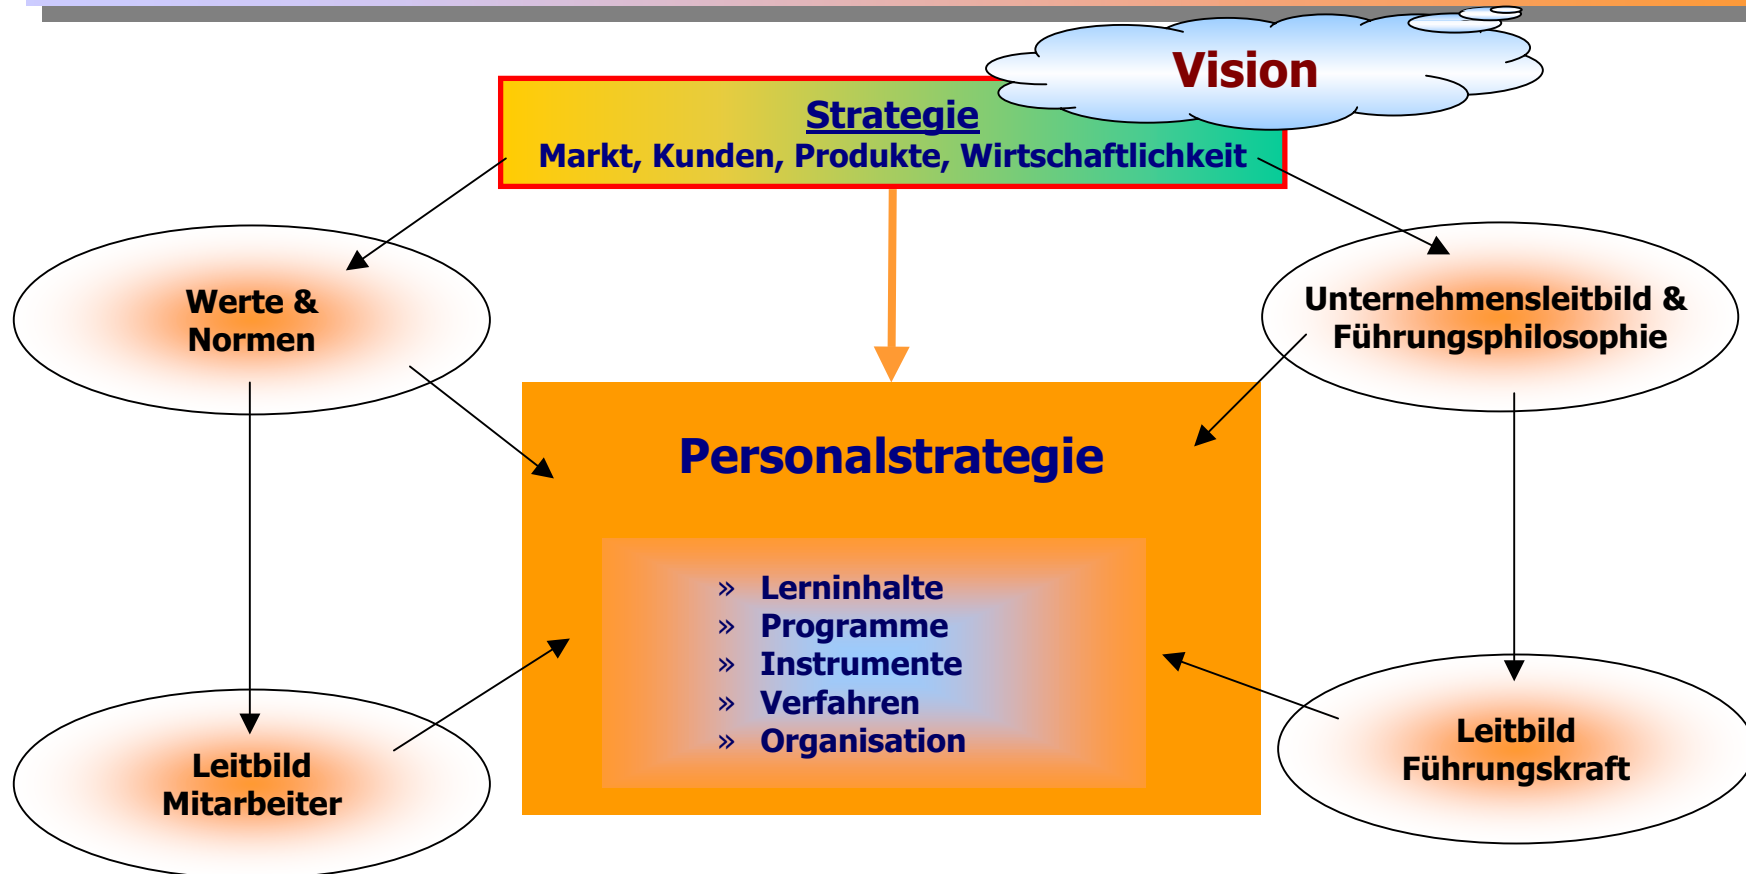 Vision
Strategie
Markt, Kunden, Produkte, Wirtschaftlichkeit
Werte &
Normen
Unternehmensleitbild &
Führungsphilosophie
Personalstrategie
» Lerninhalte
» Programme
» Instrumente
» Verfahren
» Organisation
Leitbild
Mitarbeiter
Leitbild
Führungskraft